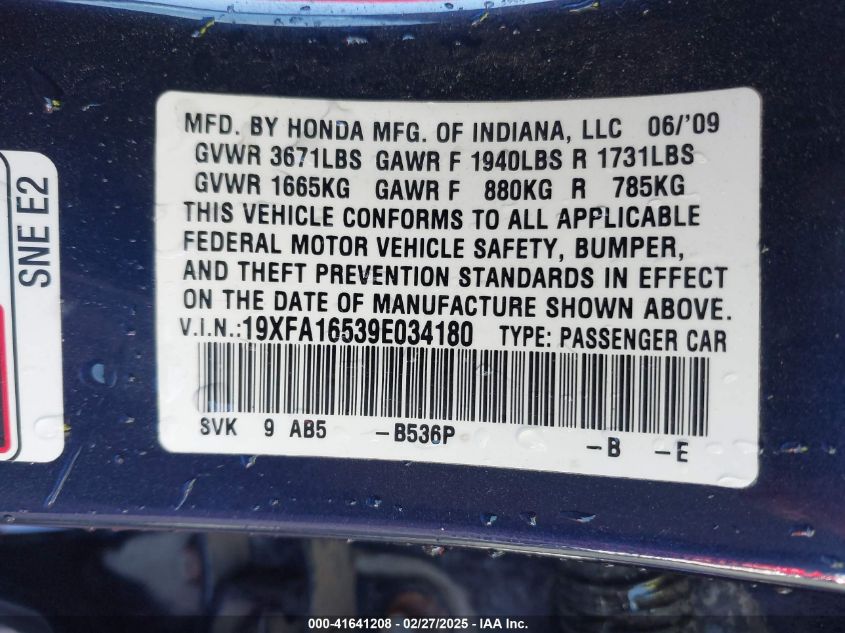 MFD. BY HONDA MFG. OF INDIANA, LLC 06/'09
GVWR 3671LBS GAWR F 1940LBS R 1731LBS
GVWR 1665KG GAWR F 880KG R 785KG
THIS VEHICLE CONFORMS TO ALL APPLICABLE
FEDERAL MOTOR VEHICLE SAFETY, BUMPER,
AND THEFT PREVENTION STANDARDS IN EFFECT
ON THE DATE OF MANUFACTURE SHOWN ABOVE.
V.I.N.:19XFA16539E034180 TYPE: PASSENGER CAR
SVK 9 AB5 -B536P -B -E
SNE E2
000-41641208 - 02/27/2025 - IAA Inc.